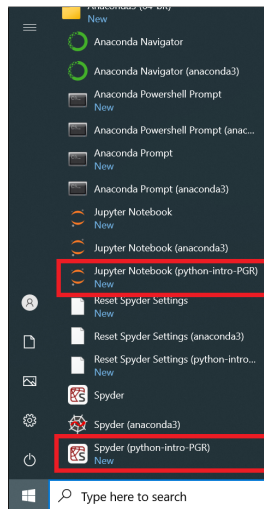 Anaconda3 (64-bit)
New
Anaconda Navigator
Anaconda Navigator (anaconda3)
Anaconda Powershell Prompt
New
Anaconda Powershell Prompt (anac...
Anaconda Prompt
New
Anaconda Prompt (anaconda3)
Jupyter Notebook
New
Jupyter Notebook (anaconda3)
Jupyter Notebook (python-intro-PGR)
New
Reset Spyder Settings
New
Reset Spyder Settings (anaconda3)
Reset Spyder Settings (python-intro...
New
Spyder
Spyder (anaconda3)
Spyder (python-intro-PGR)
New
Type here to search